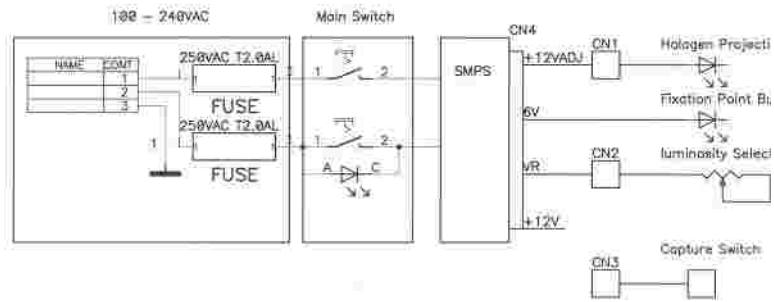 100 - 240VAC
Main Switch
CN4
NAME CONT
1
2
3
1
250VAC T2.0AL
FUSE
250VAC T2.0AL
FUSE
1 2
1 2
A C
SMPS
+12VADJ
6V
VR
+12V
CN1
Halogen Projecti
Fixation Point Bu
CN2
luminosity Select
CN3
Capture Switch